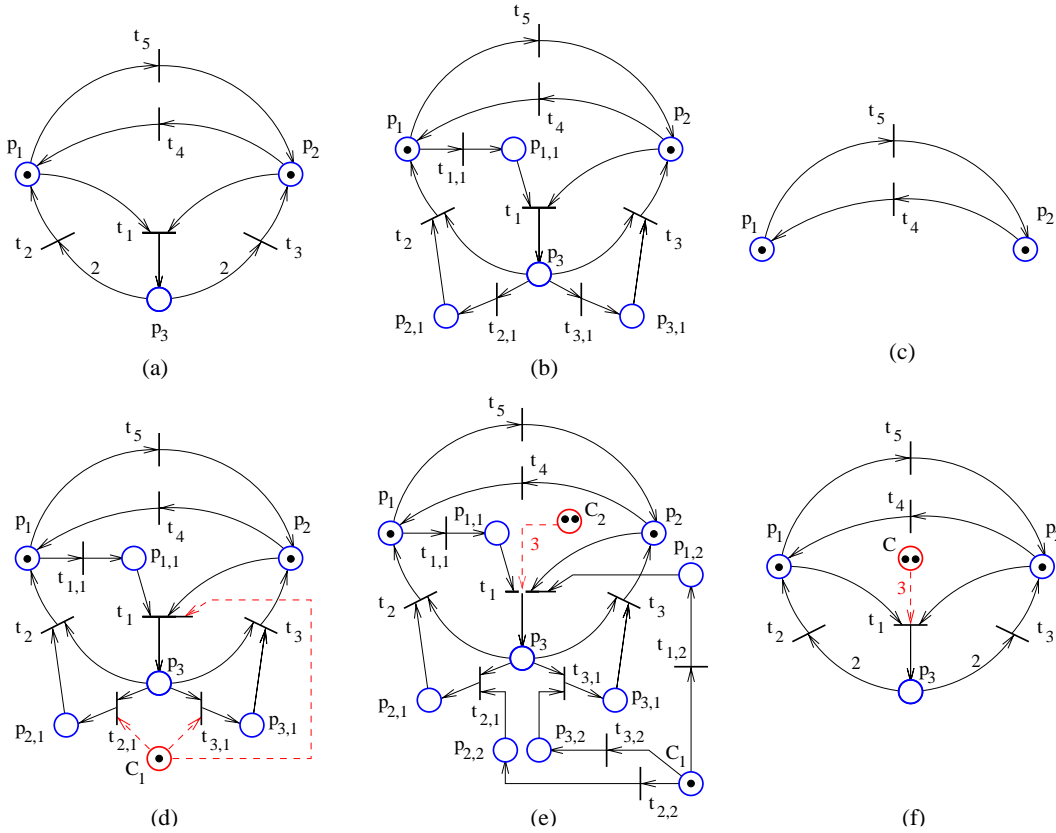 t5
p1
t4
p2
t1
t2
2
2
t3
p3
(a)
t5
p1
t4
p2
p1,1
t1,1
t1
t2
t3
p3
p2,1
t2,1
t3,1
p3,1
(b)
t5
t4
p1
p2
(c)
t5
p1
t4
p2
p1,1
t1,1
t1
t2
t3
p3
p2,1
t2,1
t3,1
p3,1
C1
(d)
t5
t4
p1
p1,1
C2
p2
t1,1
3
p1,2
t1
t2
t3
p3
t1,2
t3,1
p2,1
t2,1
p3,1
p2,2
p3,2
t3,2
C1
t2,2
(e)
t5
t4
p1
C
p2
3
t1
t2
2
2
t3
p3
(f)